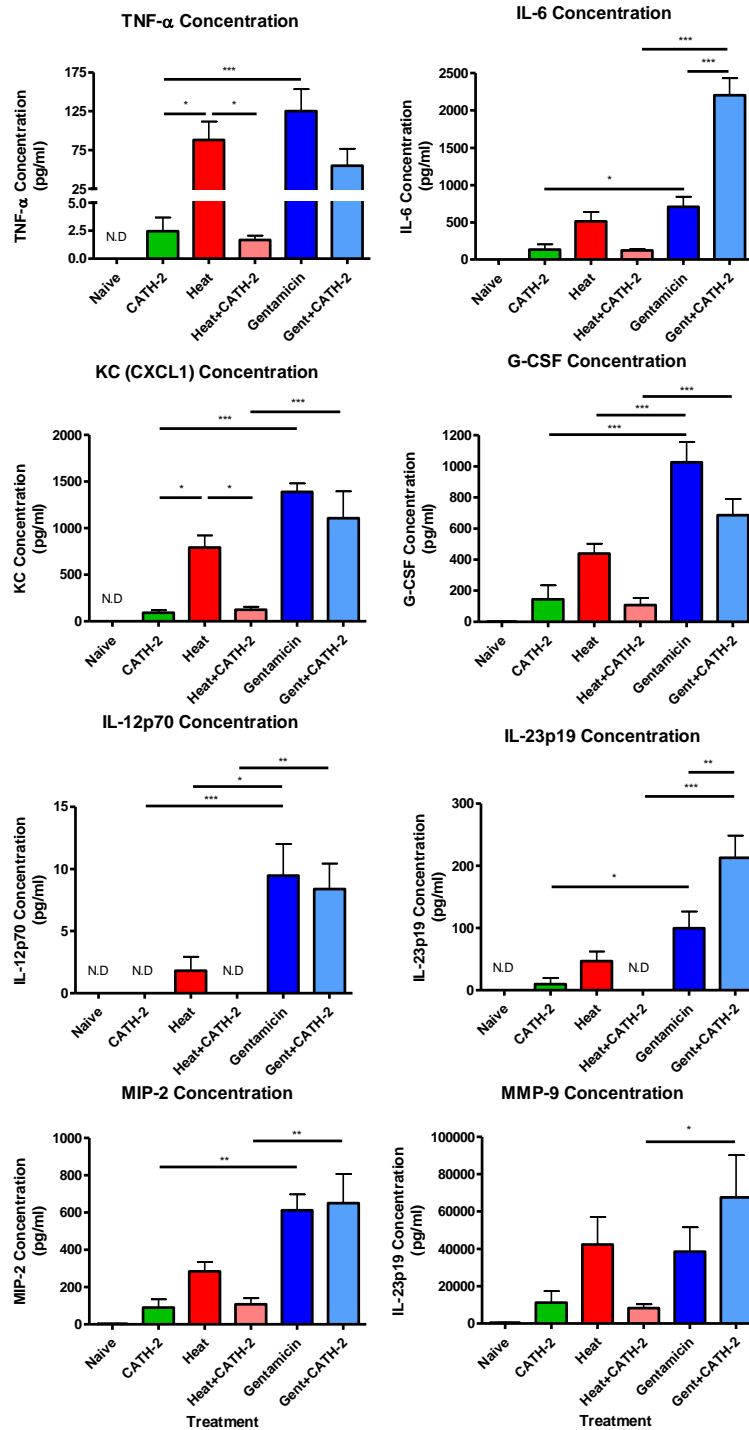 TNF-α Concentration
***
*
*
175
125
75
25
5.0
2.5
0.0
TNF-α Concentration
(pg/ml)
N.D
Naive
CATH-2
Heat
Heat+CATH-2
Gentamicin
Gent+CATH-2
IL-6 Concentration
***
***
*
2500
2000
1500
1000
500
0
IL-6 Concentration
(pg/ml)
Naive
CATH-2
Heat
Heat+CATH-2
Gentamicin
Gent+CATH-2
KC (CXCL1) Concentration
***
***
*
*
2000
1500
1000
500
0
KC Concentration
(pg/ml)
N.D
Naive
CATH-2
Heat
Heat+CATH-2
Gentamicin
Gent+CATH-2
G-CSF Concentration
***
***
***
1200
1000
800
600
400
200
0
G-CSF Concentration
(pg/ml)
Naive
CATH-2
Heat
Heat+CATH-2
Gentamicin
Gent+CATH-2
IL-12p70 Concentration
**
*
***
15
10
5
0
IL-12p70 Concentration
(pg/ml)
N.D
N.D
N.D
Naive
CATH-2
Heat
Heat+CATH-2
Gentamicin
Gent+CATH-2
IL-23p19 Concentration
**
***
*
300
200
100
0
IL-23p19 Concentration
(pg/ml)
N.D
N.D
Naive
CATH-2
Heat
Heat+CATH-2
Gentamicin
Gent+CATH-2
MIP-2 Concentration
**
**
1000
800
600
400
200
0
MIP-2 Concentration
(pg/ml)
Naive
CATH-2
Heat
Heat+CATH-2
Gentamicin
Gent+CATH-2
Treatment
MMP-9 Concentration
*
100000
80000
60000
40000
20000
0
IL-23p19 Concentration
(pg/ml)
Naive
CATH-2
Heat
Heat+CATH-2
Gentamicin
Gent+CATH-2
Treatment